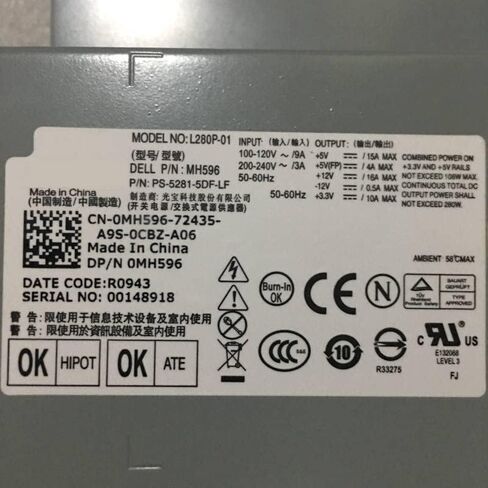 MODEL NO: L280P-01
(型号/型號)
DELL P/N: MH596
P/N: PS-5281-5DF-LF
制造商: 光宝科技股份有限公司
(开关电源/交換式電源供應器)
INPUT: (输入/輸入)
100-120V ~ /9A
200-240V ~ /3A
50-60Hz
50-60Hz
OUTPUT: (输出/輸出)
+5V /15A MAX
+5V(FP) /4A MAX
+12V /16A MAX
-12V /0.5A MAX
+3.3V /10A MAX
COMBINED POWER ON
+3.3V AND +5V RAILS
NOT EXCEED 108W MAX.
CONTINUOUS TOTAL DC
OUTPUT POWER SHALL
NOT EXCEED 280W.
AMBIENT 58°C MAX
Made in China
(中国制造/中國製造)
CN-0MH596-72435-
A9S-0CBZ-A06
Made In China
DP/N 0MH596
DATE CODE:R0943
SERIAL NO: 00148918
警告: 限使用于信息技术设备及室内使用
警告: 限使用於資訊設備及室內使用
OK HIPOT
OK ATE
Burn-In
OK
CE
N
BAUART
GEPRÜFT
TYPE
APPROVED
CCC
10
R33275
c UL US
E132068
LEVEL 3
FJ